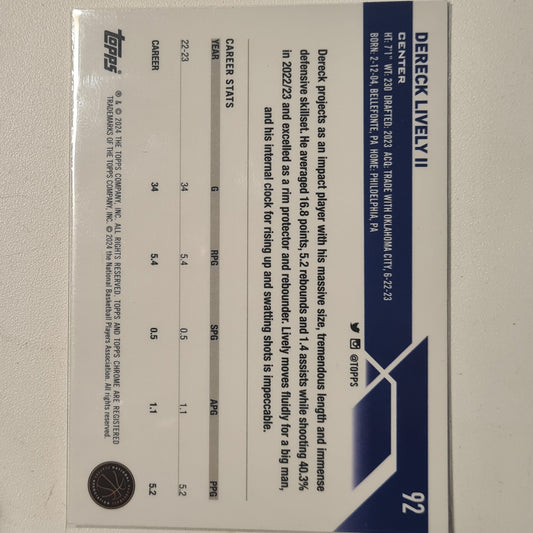 DERECK LIVELY II
92
CENTER
HT: 7'1" WT: 230 DRAFTED: 2023 ACQ: TRADE WITH OKLAHOMA CITY, 6-22-23
BORN: 2-12-04, BELLEFONTE, PA HOME: PHILADELPHIA, PA
@TOPPS
Dereck projects as an impact player with his massive size, tremendous length and immense
defensive skillset. He averaged 16.8 points, 5.2 rebounds and 1.4 assists while shooting 40.3%
in 2022/23 and excelled as a rim protector and rebounder. Lively moves fluidly for a big man,
and his internal clock for rising up and swatting shots is impeccable.
CAREER STATS
YEAR G RPG SPG APG PPG
22-23 34 5.4 0.5 1.1 5.2
CAREER 34 5.4 0.5 1.1 5.2
topps
® & © 2024 THE TOPPS COMPANY, INC. ALL RIGHTS RESERVED. TOPPS AND TOPPS CHROME ARE REGISTERED
TRADEMARKS OF THE TOPPS COMPANY, INC. © 2024 the National Basketball Players Association. All rights reserved.